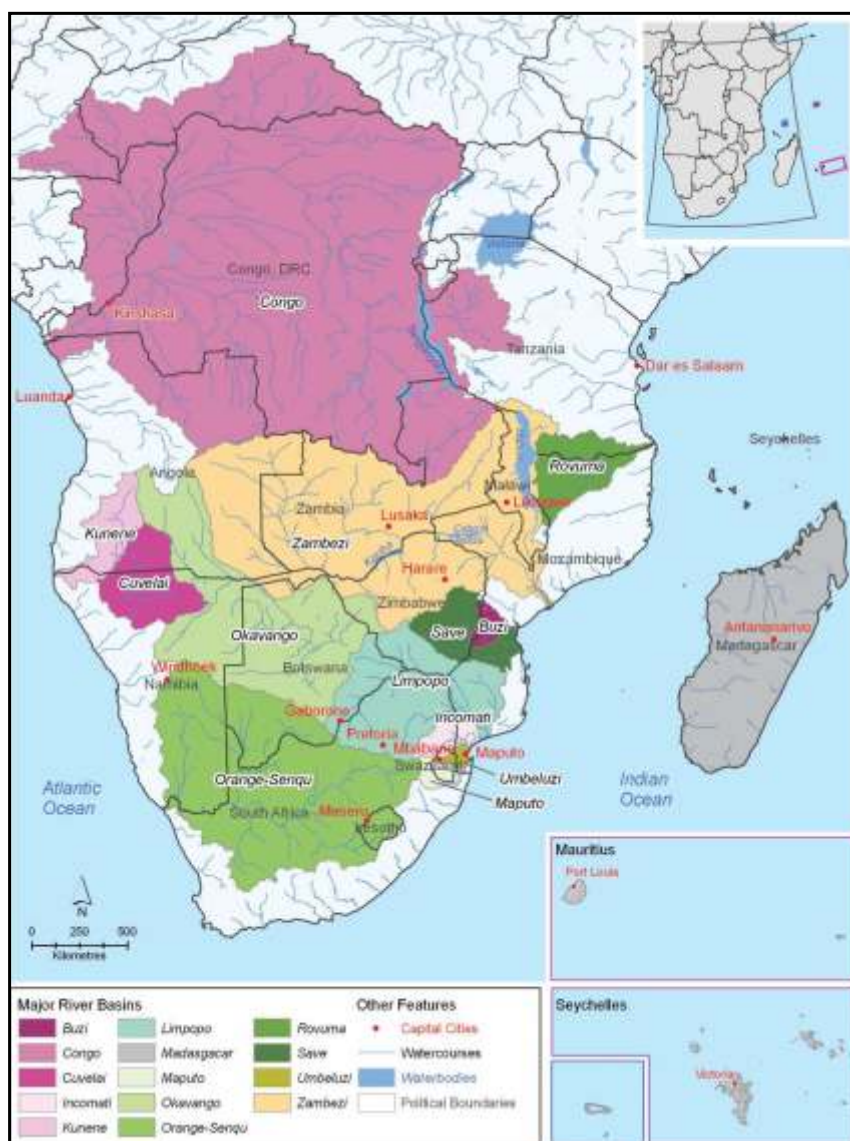 Victoria
Congo, DRC
Congo
Kinshasa
Tanzania
Dar es Salaam
Luanda
Seychelles
Angola
Rovuma
Malawi
Lilongwe
Zambia
Lusaka
Kunene
Zambezi
Mozambique
Cuvelai
Harare
Zimbabwe
Save
Buzi
Okavango
Antananarivo
Madagascar
Botswana
Windhoek
Namibia
Limpopo
Gaborone
Incomati
Pretoria
Mbabane
Maputo
Swaziland
Orange-Senqu
Umbeluzi
Maputo
Atlantic
Ocean
Indian
Ocean
South Africa
Maseru
Lesotho
N
0 250 500
Kilometres
Mauritius
Port Louis
Major River Basins
Other Features
Buzi
Limpopo
Rovuma
Capital Cities
Congo
Madasgacar
Save
Watercourses
Cuvelai
Maputo
Umbeluzi
Waterbodies
Incomati
Okavango
Zambezi
Political Boundaries
Kunene
Orange-Senqu
Seychelles
Victoria